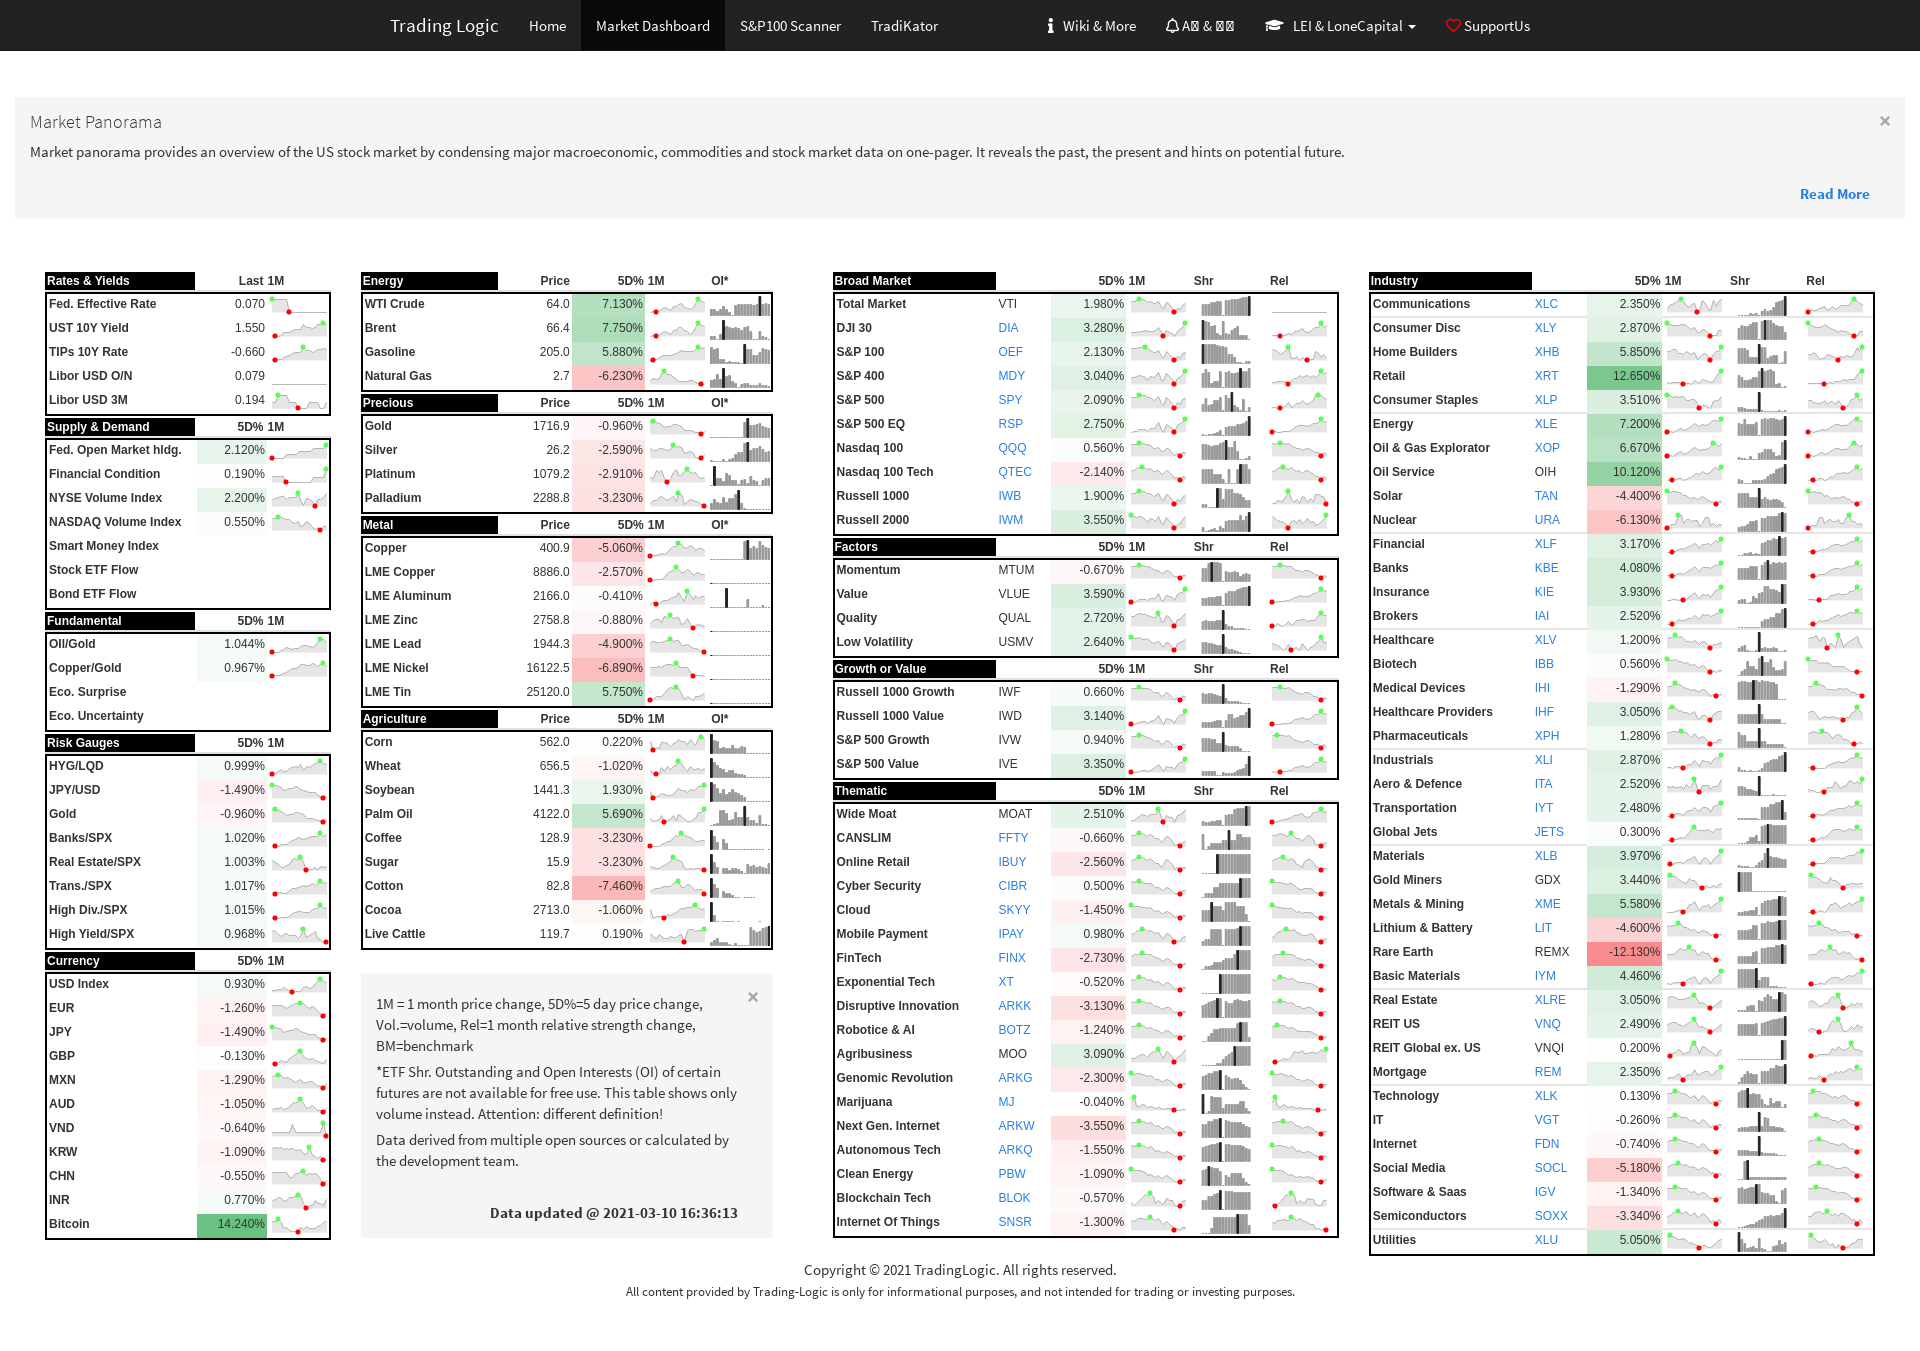 Trading Logic Home Market Dashboard S&P100 Scanner TradiKator Wiki & More & LEI & LoneCapital SupportUs
Market Panorama ×
Market panorama provides an overview of the US stock market by condensing major macroeconomic, commodities and stock market data on one-pager. It reveals the past, the present and hints on potential future.
Read More
Rates & Yields Last 1M
Fed. Effective Rate 0.070
UST 10Y Yield 1.550
TIPs 10Y Rate -0.660
Libor USD O/N 0.079
Libor USD 3M 0.194
Supply & Demand 5D% 1M
Fed. Open Market hldg. 2.120%
Financial Condition 0.190%
NYSE Volume Index 2.200%
NASDAQ Volume Index 0.550%
Smart Money Index
Stock ETF Flow
Bond ETF Flow
Fundamental 5D% 1M
OIl/Gold 1.044%
Copper/Gold 0.967%
Eco. Surprise
Eco. Uncertainty
Risk Gauges 5D% 1M
HYG/LQD 0.999%
JPY/USD -1.490%
Gold -0.960%
Banks/SPX 1.020%
Real Estate/SPX 1.003%
Trans./SPX 1.017%
High Div./SPX 1.015%
High Yield/SPX 0.968%
Currency 5D% 1M
USD Index 0.930%
EUR -1.260%
JPY -1.490%
GBP -0.130%
MXN -1.290%
AUD -1.050%
VND -0.640%
KRW -1.090%
CHN -0.550%
INR 0.770%
Bitcoin 14.240%
Energy Price 5D% 1M OI*
WTI Crude 64.0 7.130%
Brent 66.4 7.750%
Gasoline 205.0 5.880%
Natural Gas 2.7 -6.230%
Precious Price 5D% 1M OI*
Gold 1716.9 -0.960%
Silver 26.2 -2.590%
Platinum 1079.2 -2.910%
Palladium 2288.8 -3.230%
Metal Price 5D% 1M OI*
Copper 400.9 -5.060%
LME Copper 8886.0 -2.570%
LME Aluminum 2166.0 -0.410%
LME Zinc 2758.8 -0.880%
LME Lead 1944.3 -4.900%
LME Nickel 16122.5 -6.890%
LME Tin 25120.0 5.750%
Agriculture Price 5D% 1M OI*
Corn 562.0 0.220%
Wheat 656.5 -1.020%
Soybean 1441.3 1.930%
Palm Oil 4122.0 5.690%
Coffee 128.9 -3.230%
Sugar 15.9 -3.230%
Cotton 82.8 -7.460%
Cocoa 2713.0 -1.060%
Live Cattle 119.7 0.190%
×
1M = 1 month price change, 5D%=5 day price change,
Vol.=volume, Rel=1 month relative strength change,
BM=benchmark
*ETF Shr. Outstanding and Open Interests (OI) of certain
futures are not available for free use. This table shows only
volume instead. Attention: different definition!
Data derived from multiple open sources or calculated by
the development team.
Data updated @ 2021-03-10 16:36:13
Broad Market 5D% 1M Shr Rel
Total Market VTI 1.980%
DJI 30 DIA 3.280%
S&P 100 OEF 2.130%
S&P 400 MDY 3.040%
S&P 500 SPY 2.090%
S&P 500 EQ RSP 2.750%
Nasdaq 100 QQQ 0.560%
Nasdaq 100 Tech QTEC -2.140%
Russell 1000 IWB 1.900%
Russell 2000 IWM 3.550%
Factors 5D% 1M Shr Rel
Momentum MTUM -0.670%
Value VLUE 3.590%
Quality QUAL 2.720%
Low Volatility USMV 2.640%
Growth or Value 5D% 1M Shr Rel
Russell 1000 Growth IWF 0.660%
Russell 1000 Value IWD 3.140%
S&P 500 Growth IVW 0.940%
S&P 500 Value IVE 3.350%
Thematic 5D% 1M Shr Rel
Wide Moat MOAT 2.510%
CANSLIM FFTY -0.660%
Online Retail IBUY -2.560%
Cyber Security CIBR 0.500%
Cloud SKYY -1.450%
Mobile Payment IPAY 0.980%
FinTech FINX -2.730%
Exponential Tech XT -0.520%
Disruptive Innovation ARKK -3.130%
Robotice & AI BOTZ -1.240%
Agribusiness MOO 3.090%
Genomic Revolution ARKG -2.300%
Marijuana MJ -0.040%
Next Gen. Internet ARKW -3.550%
Autonomous Tech ARKQ -1.550%
Clean Energy PBW -1.090%
Blockchain Tech BLOK -0.570%
Internet Of Things SNSR -1.300%
Industry 5D% 1M Shr Rel
Communications XLC 2.350%
Consumer Disc XLY 2.870%
Home Builders XHB 5.850%
Retail XRT 12.650%
Consumer Staples XLP 3.510%
Energy XLE 7.200%
Oil & Gas Explorator XOP 6.670%
Oil Service OIH 10.120%
Solar TAN -4.400%
Nuclear URA -6.130%
Financial XLF 3.170%
Banks KBE 4.080%
Insurance KIE 3.930%
Brokers IAI 2.520%
Healthcare XLV 1.200%
Biotech IBB 0.560%
Medical Devices IHI -1.290%
Healthcare Providers IHF 3.050%
Pharmaceuticals XPH 1.280%
Industrials XLI 2.870%
Aero & Defence ITA 2.520%
Transportation IYT 2.480%
Global Jets JETS 0.300%
Materials XLB 3.970%
Gold Miners GDX 3.440%
Metals & Mining XME 5.580%
Lithium & Battery LIT -4.600%
Rare Earth REMX -12.130%
Basic Materials IYM 4.460%
Real Estate XLRE 3.050%
REIT US VNQ 2.490%
REIT Global ex. US VNQI 0.200%
Mortgage REM 2.350%
Technology XLK 0.130%
IT VGT -0.260%
Internet FDN -0.740%
Social Media SOCL -5.180%
Software & Saas IGV -1.340%
Semiconductors SOXX -3.340%
Utilities XLU 5.050%
Copyright © 2021 TradingLogic. All rights reserved.
All content provided by Trading-Logic is only for informational purposes, and not intended for trading or investing purposes.